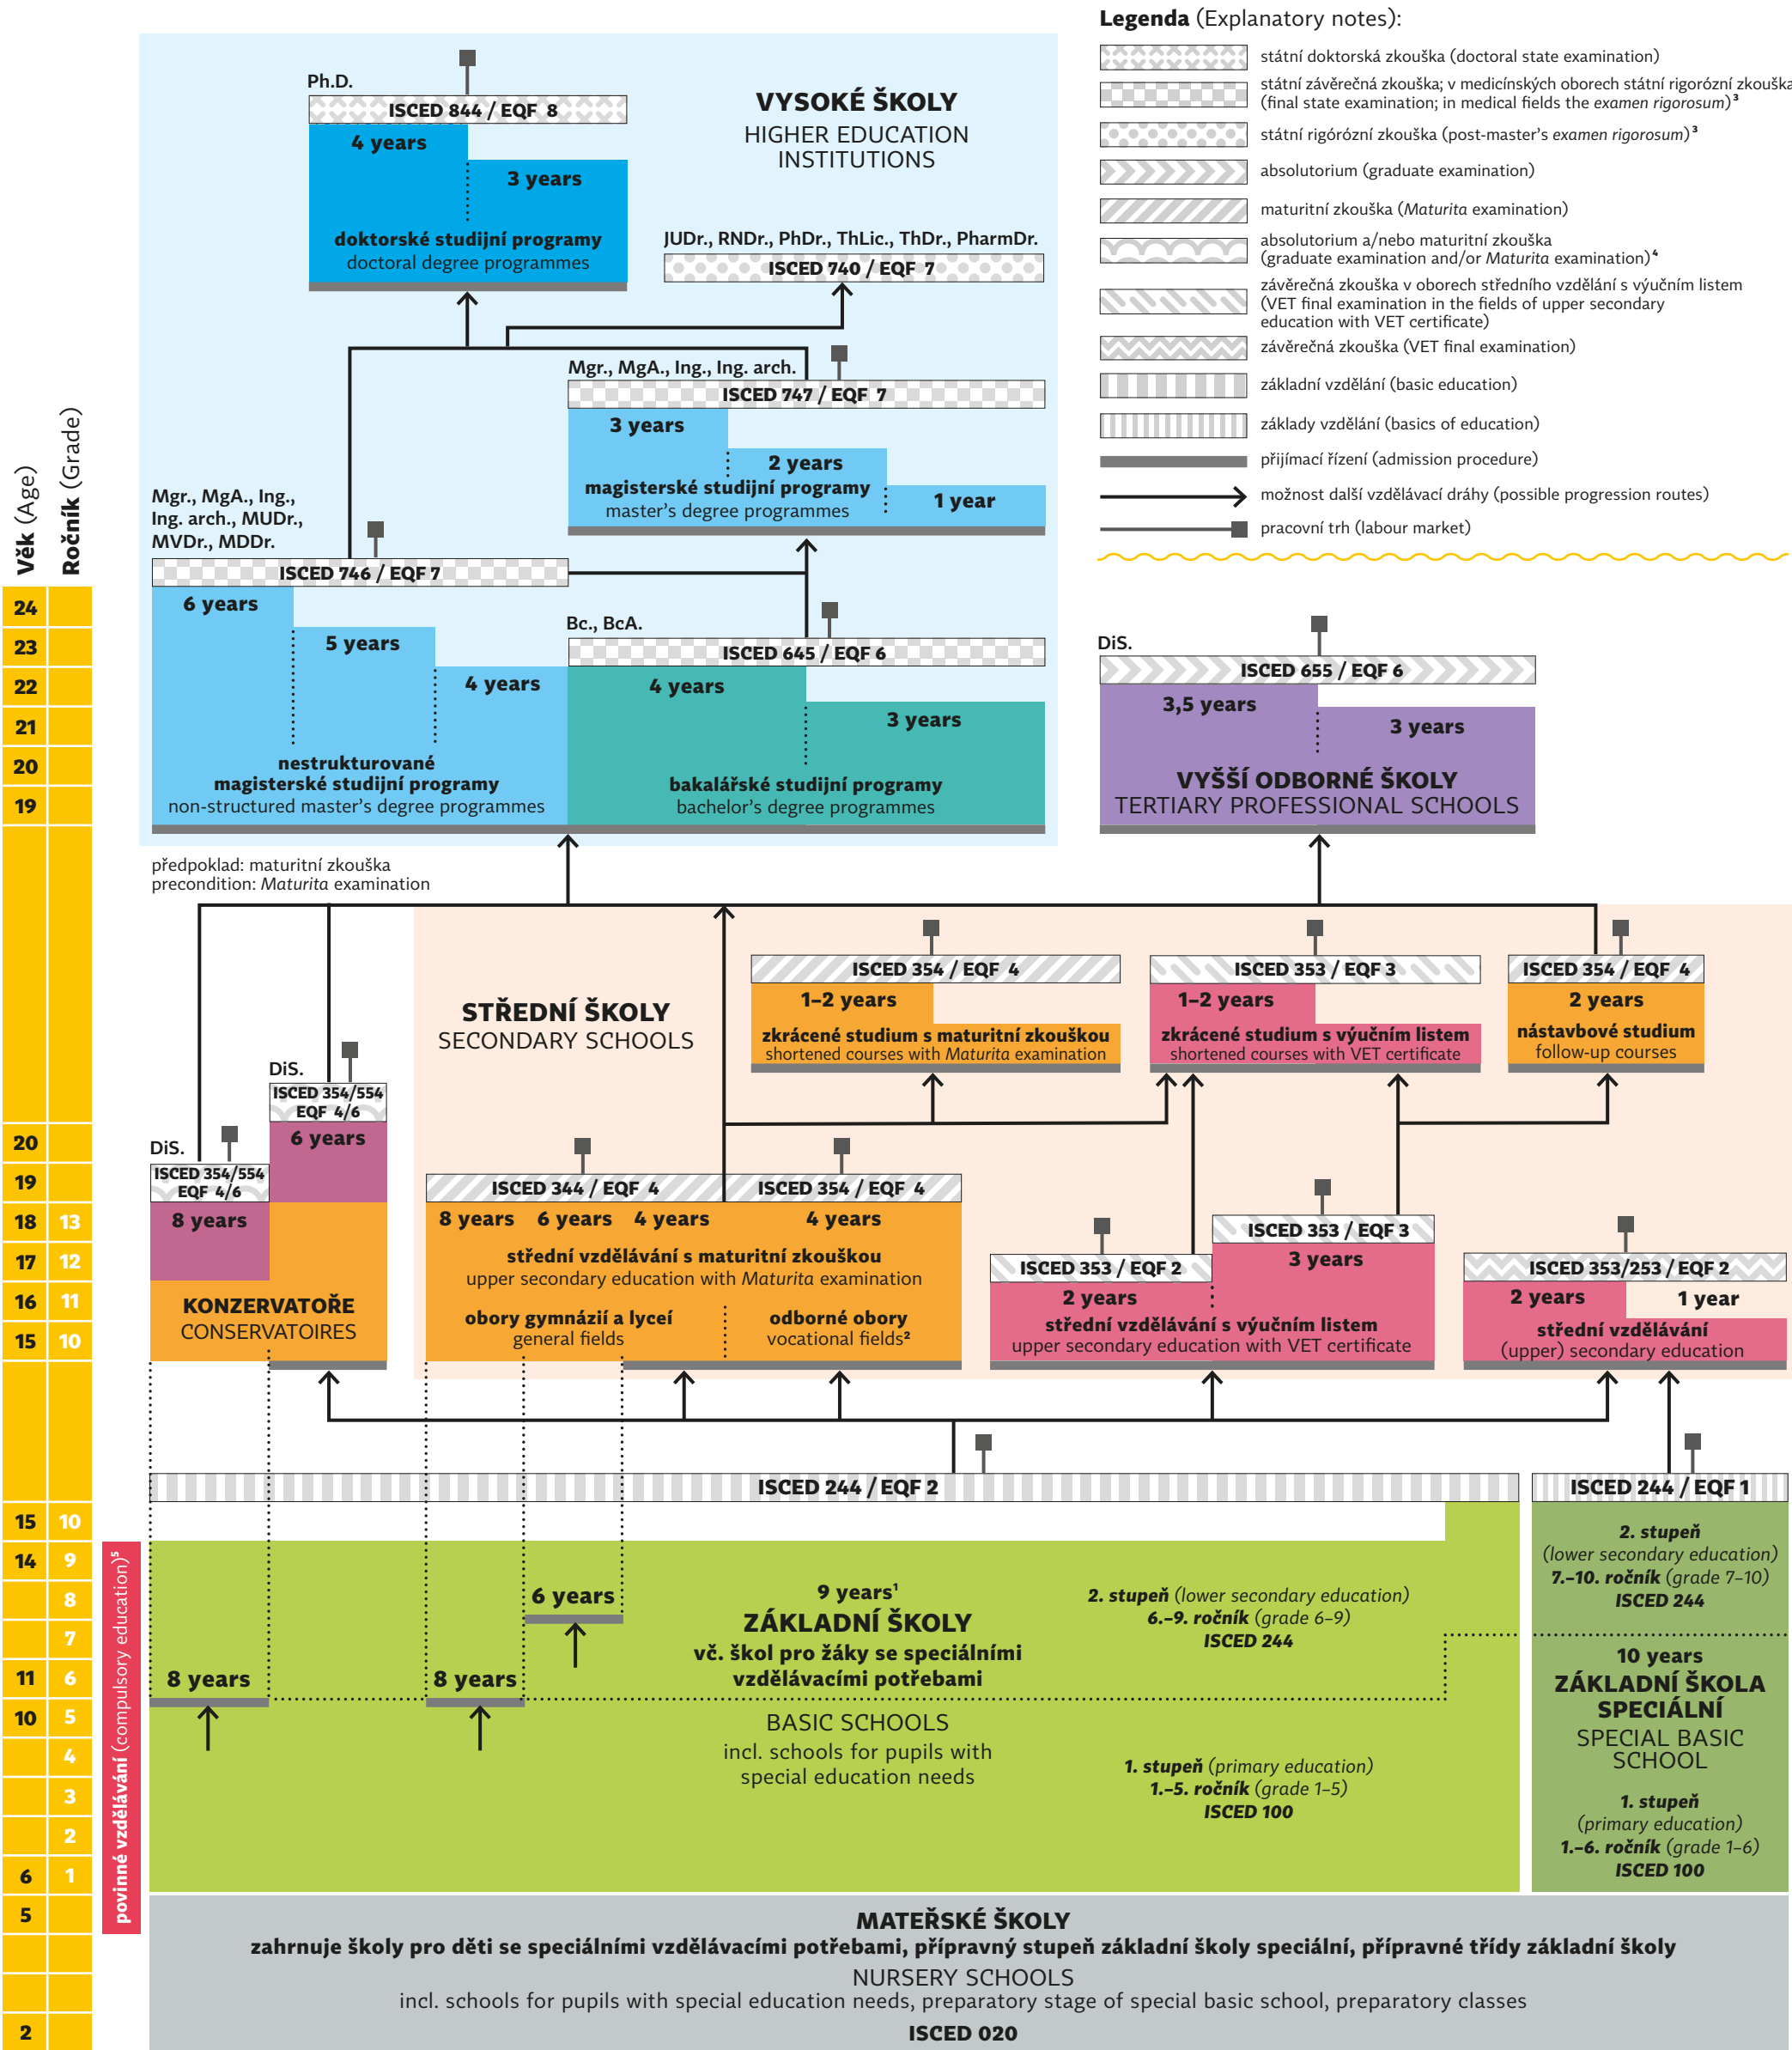 Legenda (Explanatory notes):
státní doktorská zkouška (doctoral state examination)
státní závěrečná zkouška; v medicínských oborech státní rigorózní zkouška
(final state examination; in medical fields the examen rigorosum)³
státní rigórózní zkouška (post-master's examen rigorosum)³
absolutorium (graduate examination)
maturitní zkouška (Maturita examination)
absolutorium a/nebo maturitní zkouška
(graduate examination and/or Maturita examination)⁴
závěrečná zkouška v oborech středního vzdělání s výučním listem
(VET final examination in the fields of upper secondary
education with VET certificate)
závěrečná zkouška (VET final examination)
základní vzdělání (basic education)
základy vzdělání (basics of education)
přijímací řízení (admission procedure)
možnost další vzdělávací dráhy (possible progression routes)
pracovní trh (labour market)
VYSOKÉ ŠKOLY
HIGHER EDUCATION
INSTITUTIONS
Ph.D.
ISCED 844 / EQF 8
4 years
3 years
doktorské studijní programy
doctoral degree programmes
JUDr., RNDr., PhDr., ThLic., ThDr., PharmDr.
ISCED 740 / EQF 7
Mgr., MgA., Ing., Ing. arch.
ISCED 747 / EQF 7
3 years
2 years
1 year
magisterské studijní programy
master's degree programmes
Mgr., MgA., Ing.,
Ing. arch., MUDr.,
MVDr., MDDr.
ISCED 746 / EQF 7
6 years
5 years
4 years
nestrukturované
magisterské studijní programy
non-structured master's degree programmes
Bc., BcA.
ISCED 645 / EQF 6
4 years
3 years
bakalářské studijní programy
bachelor's degree programmes
DiS.
ISCED 655 / EQF 6
3,5 years
3 years
VYŠŠÍ ODBORNÉ ŠKOLY
TERTIARY PROFESSIONAL SCHOOLS
předpoklad: maturitní zkouška
precondition: Maturita examination
Věk (Age)
Ročník (Grade)
24
23
22
21
20
19
STŘEDNÍ ŠKOLY
SECONDARY SCHOOLS
ISCED 354 / EQF 4
1–2 years
zkrácené studium s maturitní zkouškou
shortened courses with Maturita examination
ISCED 353 / EQF 3
1–2 years
zkrácené studium s výučním listem
shortened courses with VET certificate
ISCED 354 / EQF 4
2 years
nástavbové studium
follow-up courses
DiS.
ISCED 354/554
EQF 4/6
6 years
DiS.
ISCED 354/554
EQF 4/6
8 years
KONZERVATOŘE
CONSERVATOIRES
20
19
18 13
17 12
16 11
15 10
ISCED 344 / EQF 4
ISCED 354 / EQF 4
8 years 6 years 4 years
4 years
střední vzdělávání s maturitní zkouškou
upper secondary education with Maturita examination
obory gymnázií a lyceí
general fields
odborné obory
vocational fields²
ISCED 353 / EQF 2
2 years
ISCED 353 / EQF 3
3 years
střední vzdělávání s výučním listem
upper secondary education with VET certificate
ISCED 353/253 / EQF 2
2 years
1 year
střední vzdělávání
(upper) secondary education
ISCED 244 / EQF 2
ISCED 244 / EQF 1
15 10
14 9
8
7
11 6
10 5
4
3
2
6 1
5
2
povinné vzdělávání (compulsory education)⁵
8 years
8 years
6 years
9 years¹
ZÁKLADNÍ ŠKOLY
vč. škol pro žáky se speciálními
vzdělávacími potřebami
BASIC SCHOOLS
incl. schools for pupils with
special education needs
2. stupeň (lower secondary education)
6.–9. ročník (grade 6–9)
ISCED 244
1. stupeň (primary education)
1.–5. ročník (grade 1–5)
ISCED 100
2. stupeň
(lower secondary education)
7.–10. ročník (grade 7–10)
ISCED 244
10 years
ZÁKLADNÍ ŠKOLA
SPECIÁLNÍ
SPECIAL BASIC
SCHOOL
1. stupeň
(primary education)
1.–6. ročník (grade 1–6)
ISCED 100
MATEŘSKÉ ŠKOLY
zahrnuje školy pro děti se speciálními vzdělávacími potřebami, přípravný stupeň základní školy speciální, přípravné třídy základní školy
NURSERY SCHOOLS
incl. schools for pupils with special education needs, preparatory stage of special basic school, preparatory classes
ISCED 020